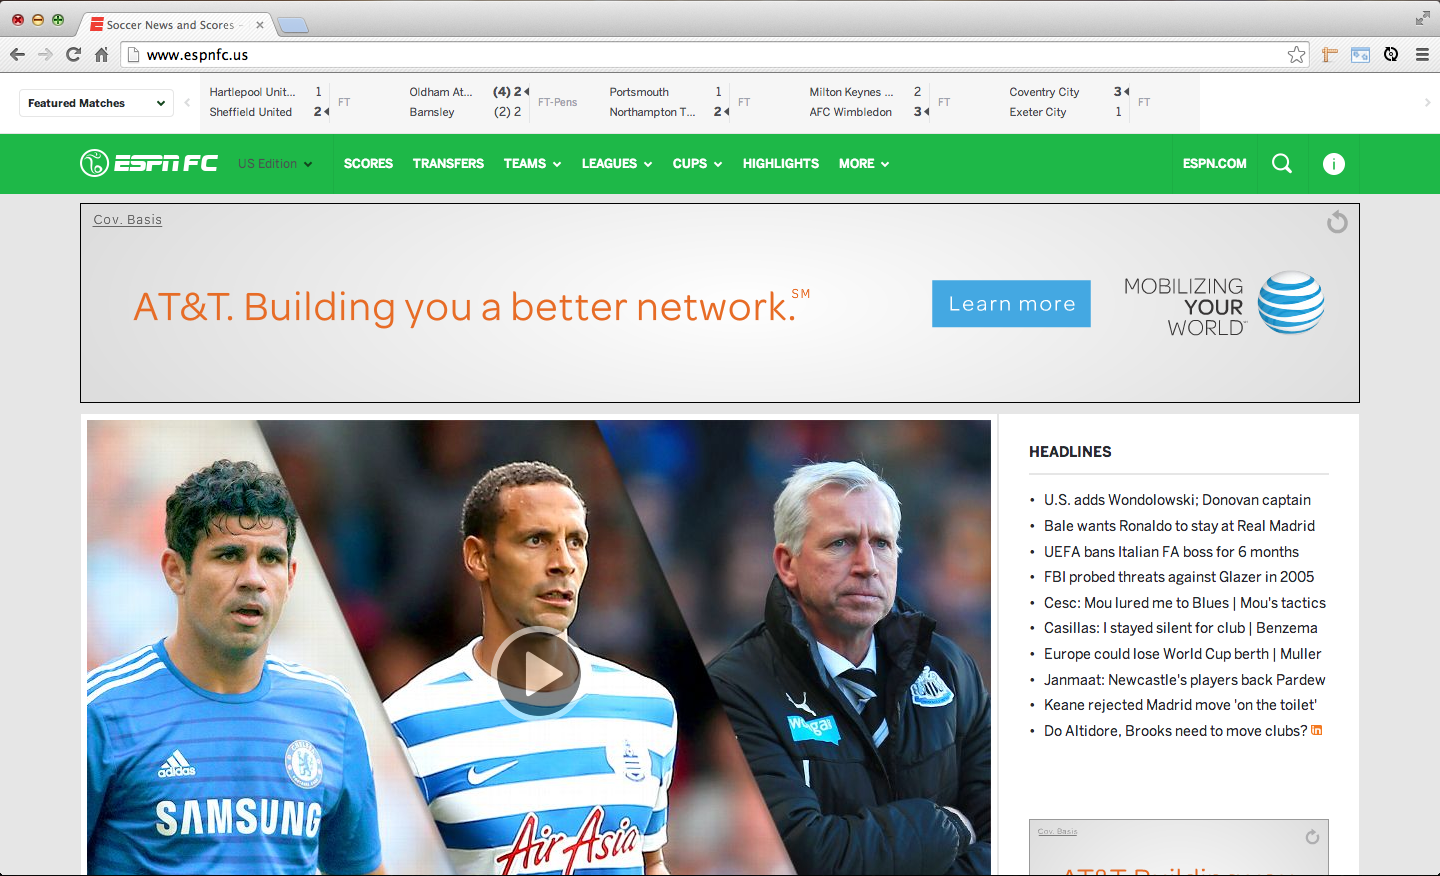 Soccer News and Scores -
www.espnfc.us
Featured Matches
Hartlepool Unit... 1
Sheffield United 2
FT
Oldham At... (4) 2
Barnsley (2) 2
FT-Pens
Portsmouth 1
Northampton T... 2
FT
Milton Keynes ... 2
AFC Wimbledon 3
FT
Coventry City 3
Exeter City 1
FT
ESPN FC US Edition SCORES TRANSFERS TEAMS LEAGUES CUPS HIGHLIGHTS MORE ESPN.COM i
Cov. Basis
AT&T. Building you a better network.℠
Learn more
MOBILIZING
YOUR
WORLD℠
HEADLINES
• U.S. adds Wondolowski; Donovan captain
• Bale wants Ronaldo to stay at Real Madrid
• UEFA bans Italian FA boss for 6 months
• FBI probed threats against Glazer in 2005
• Cesc: Mou lured me to Blues | Mou's tactics
• Casillas: I stayed silent for club | Benzema
• Europe could lose World Cup berth | Muller
• Janmaat: Newcastle's players back Pardew
• Keane rejected Madrid move 'on the toilet'
• Do Altidore, Brooks need to move clubs? in
adidas
SAMSUNG
Air Asia
wonga
Cov. Basis
AT&T. Building you